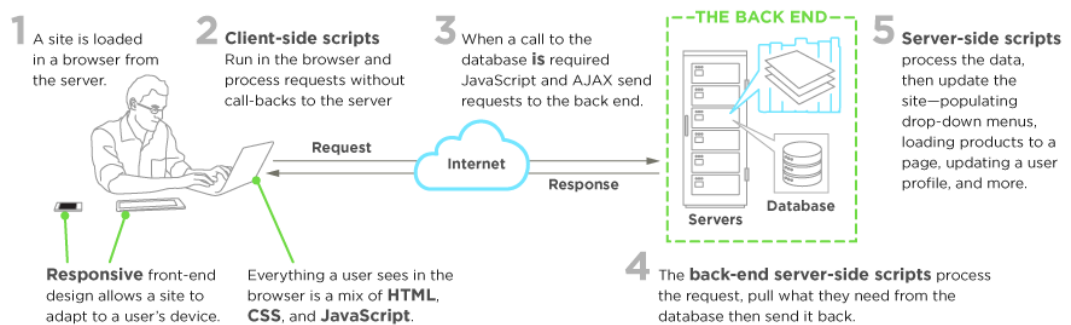 1 A site is loaded
in a browser from
the server.
2 Client-side scripts
Run in the browser and
process requests without
call-backs to the server
3 When a call to the
database is required
JavaScript and AJAX send
requests to the back end.
THE BACK END
5 Server-side scripts
process the data,
then update the
site—populating
drop-down menus,
loading products to a
page, updating a user
profile, and more.
Request
Internet
Response
Servers
Database
Responsive front-end
design allows a site to
adapt to a user's device.
Everything a user sees in the
browser is a mix of HTML,
CSS, and JavaScript.
4 The back-end server-side scripts process
the request, pull what they need from the
database then send it back.